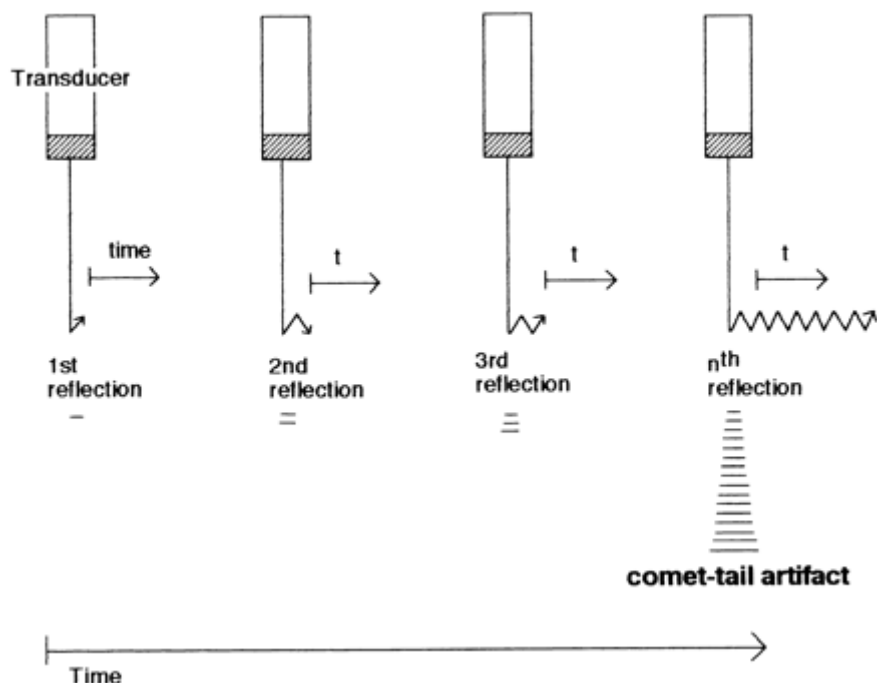 Transducer
time
t
t
t
1st
reflection
2nd
reflection
3rd
reflection
nth
reflection
comet-tail artifact
Time